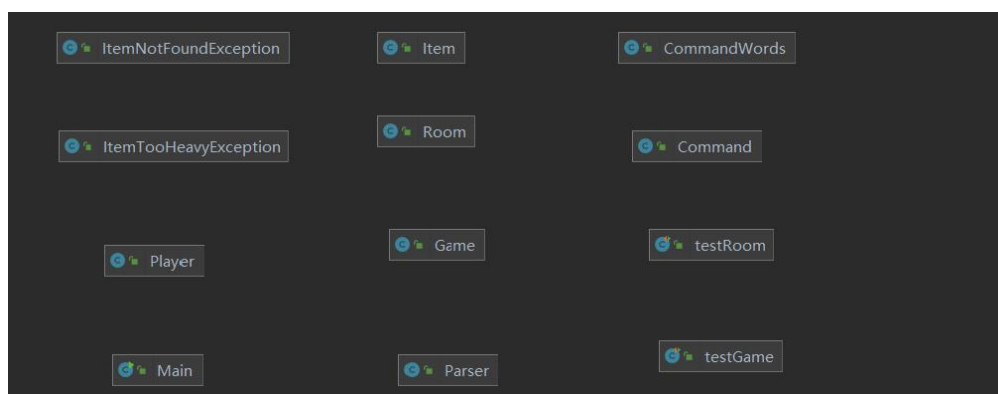 ItemNotFoundException
Item
CommandWords
ItemTooHeavyException
Room
Command
Player
Game
testRoom
Main
Parser
testGame